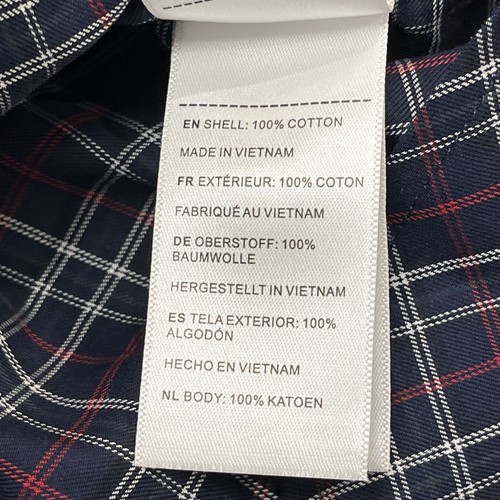 EN SHELL: 100% COTTON
MADE IN VIETNAM
FR EXTÉRIEUR: 100% COTON
FABRIQUÉ AU VIETNAM
DE OBERSTOFF: 100%
BAUMWOLLE
HERGESTELLT IN VIETNAM
ES TELA EXTERIOR: 100%
ALGODÓN
HECHO EN VIETNAM
NL BODY: 100% KATOEN